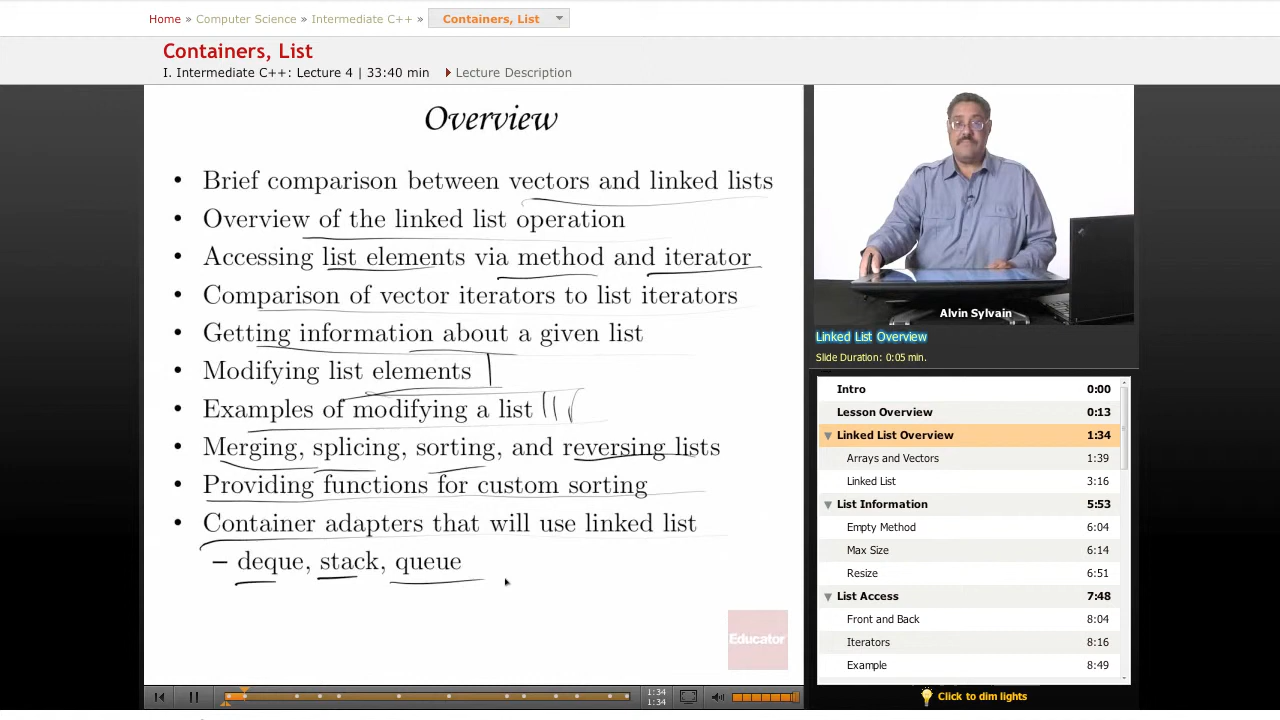 Home » Computer Science » Intermediate C++ » Containers, List
Containers, List
I. Intermediate C++: Lecture 4 | 33:40 min Lecture Description
Overview
• Brief comparison between vectors and linked lists
• Overview of the linked list operation
• Accessing list elements via method and iterator
• Comparison of vector iterators to list iterators
• Getting information about a given list
• Modifying list elements
• Examples of modifying a list
• Merging, splicing, sorting, and reversing lists
• Providing functions for custom sorting
• Container adapters that will use linked list
– deque, stack, queue
Educator
1:34
1:34
Alvin Sylvain
Linked List Overview
Slide Duration: 0:05 min.
Intro 0:00
Lesson Overview 0:13
Linked List Overview 1:34
Arrays and Vectors 1:39
Linked List 3:16
List Information 5:53
Empty Method 6:04
Max Size 6:14
Resize 6:51
List Access 7:48
Front and Back 8:04
Iterators 8:16
Example 8:49
Click to dim lights